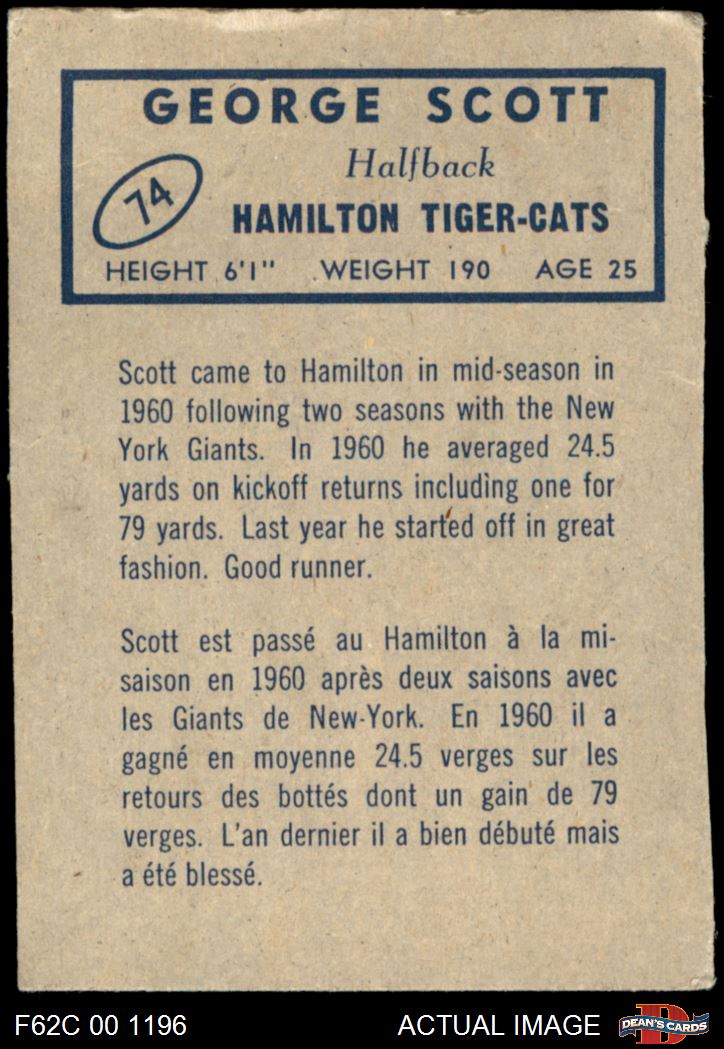 GEORGE SCOTT
Halfback
74
HAMILTON TIGER-CATS
HEIGHT 6'1" WEIGHT 190 AGE 25
Scott came to Hamilton in mid-season in
1960 following two seasons with the New
York Giants. In 1960 he averaged 24.5
yards on kickoff returns including one for
79 yards. Last year he started off in great
fashion. Good runner.
Scott est passé au Hamilton à la mi-
saison en 1960 après deux saisons avec
les Giants de New-York. En 1960 il a
gagné en moyenne 24.5 verges sur les
retours des bottés dont un gain de 79
verges. L'an dernier il a bien débuté mais
a été blessé.
F62C 00 1196 ACTUAL IMAGE D DEAN'S CARDS